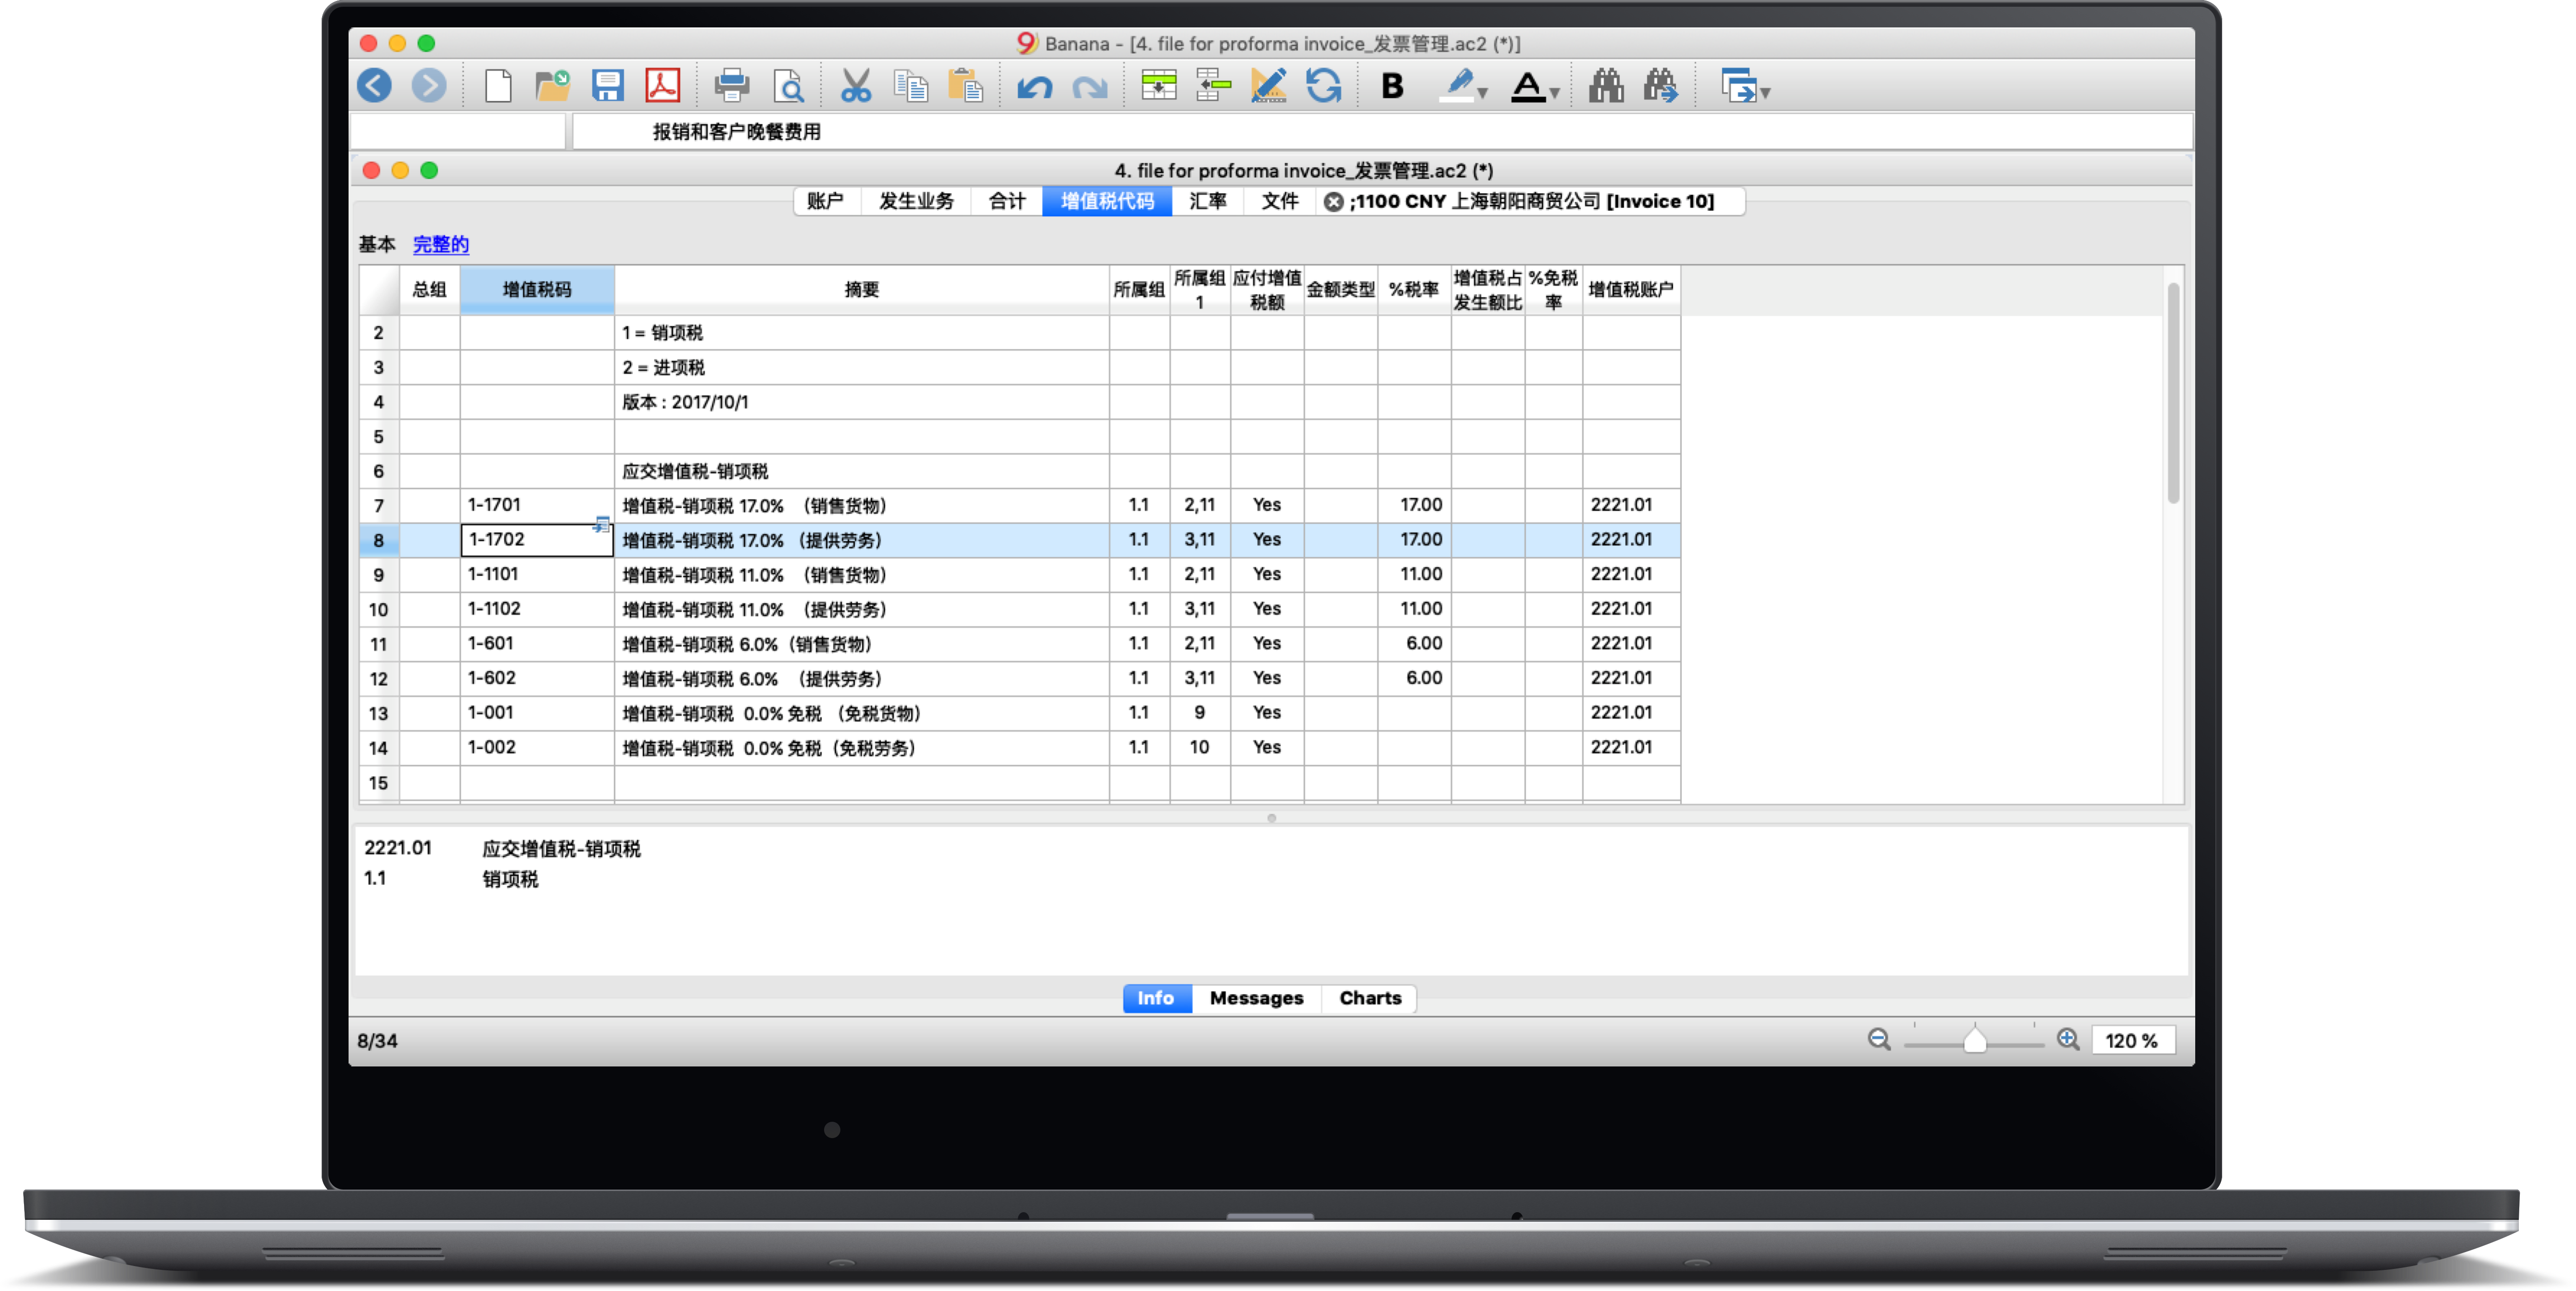 Banana - [4. file for proforma invoice_发票管理.ac2 (*)]
B A
报销和客户晚餐费用
4. file for proforma invoice_发票管理.ac2 (*)
账户 发生业务 合计 增值税代码 汇率 文件 ;1100 CNY 上海朝阳商贸公司 [Invoice 10]
基本 完整的
总组 增值税码 摘要 所属组 所属组1 应付增值税额 金额类型 %税率 增值税占发生额比 %免税率 增值税账户
2 1 = 销项税
3 2 = 进项税
4 版本 : 2017/10/1
5
6 应交增值税-销项税
7 1-1701 增值税-销项税 17.0% （销售货物） 1.1 2,11 Yes 17.00 2221.01
8 1-1702 增值税-销项税 17.0% （提供劳务） 1.1 3,11 Yes 17.00 2221.01
9 1-1101 增值税-销项税 11.0% （销售货物） 1.1 2,11 Yes 11.00 2221.01
10 1-1102 增值税-销项税 11.0% （提供劳务） 1.1 3,11 Yes 11.00 2221.01
11 1-601 增值税-销项税 6.0%（销售货物） 1.1 2,11 Yes 6.00 2221.01
12 1-602 增值税-销项税 6.0% （提供劳务） 1.1 3,11 Yes 6.00 2221.01
13 1-001 增值税-销项税 0.0% 免税 （免税货物） 1.1 9 Yes 2221.01
14 1-002 增值税-销项税 0.0% 免税（免税劳务） 1.1 10 Yes 2221.01
15
2221.01 应交增值税-销项税
1.1 销项税
Info Messages Charts
8/34 120 %